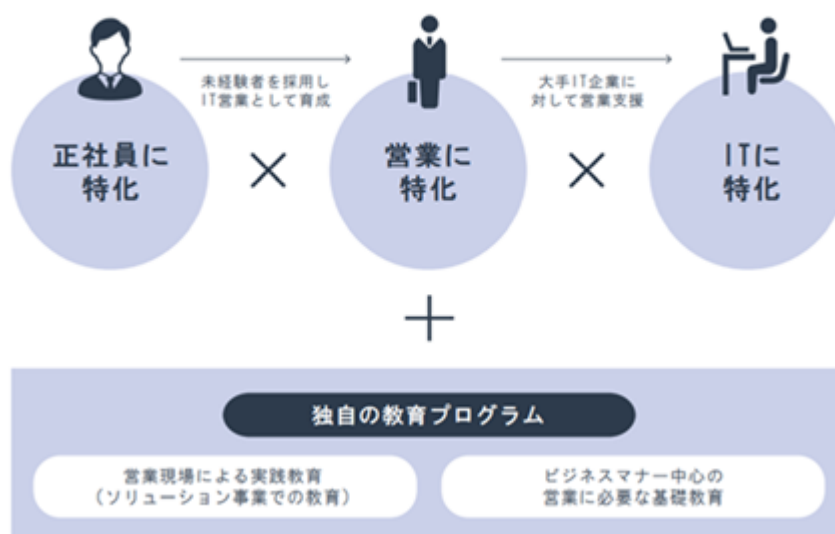 未経験者を採用し
IT営業として育成
大手IT企業に
対して営業支援
正社員に
特化
×
営業に
特化
×
ITに
特化
+
独自の教育プログラム
営業現場による実践教育
(ソリューション事業での教育)
ビジネスマナー中心の
営業に必要な基礎教育